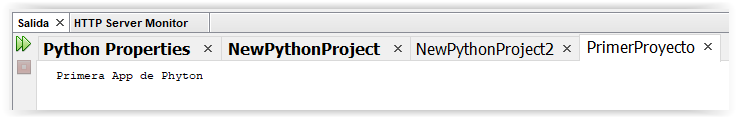 Salida HTTP Server Monitor
Python Properties NewPythonProject NewPythonProject2 PrimerProyecto
Primera App de Phyton